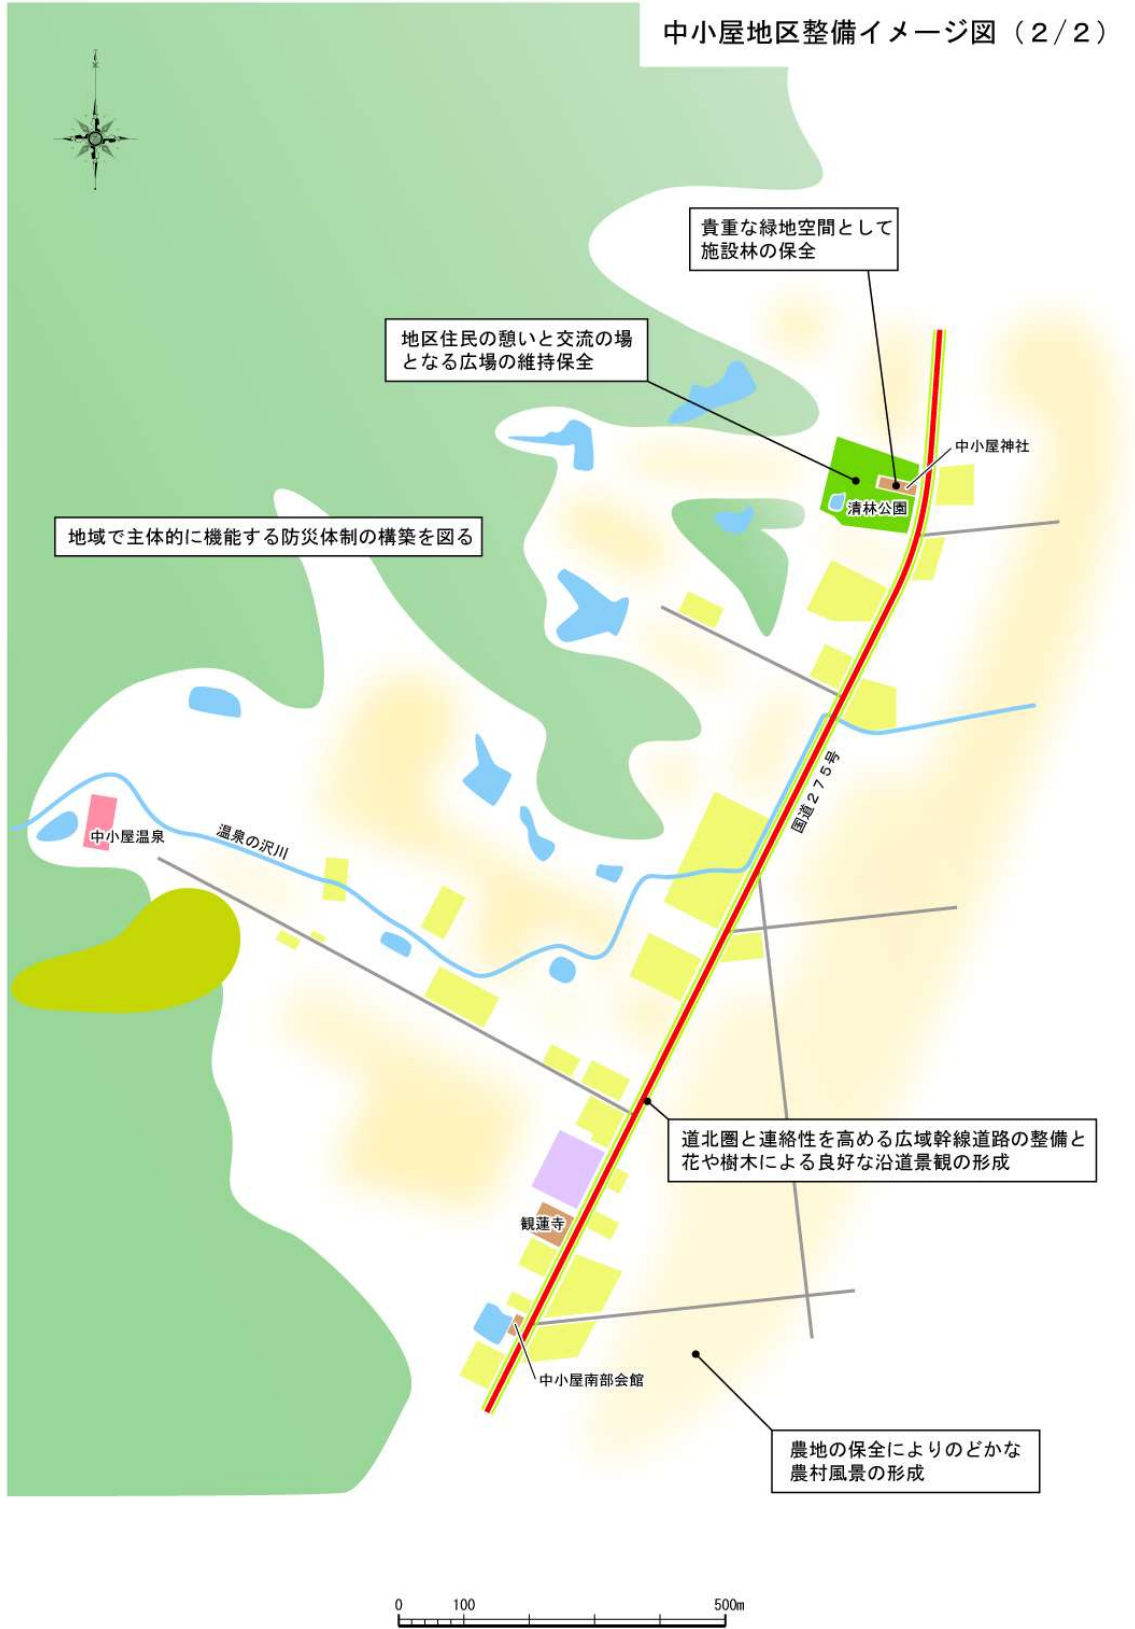 中小屋地区整備イメージ図（２／２）
貴重な緑地空間として
施設林の保全
地区住民の憩いと交流の場
となる広場の維持保全
中小屋神社
清林公園
地域で主体的に機能する防災体制の構築を図る
国道２７５号
中小屋温泉
温泉の沢川
道北圏と連絡性を高める広域幹線道路の整備と
花や樹木による良好な沿道景観の形成
観蓮寺
中小屋南部会館
農地の保全によりのどかな
農村風景の形成
0 100 500m